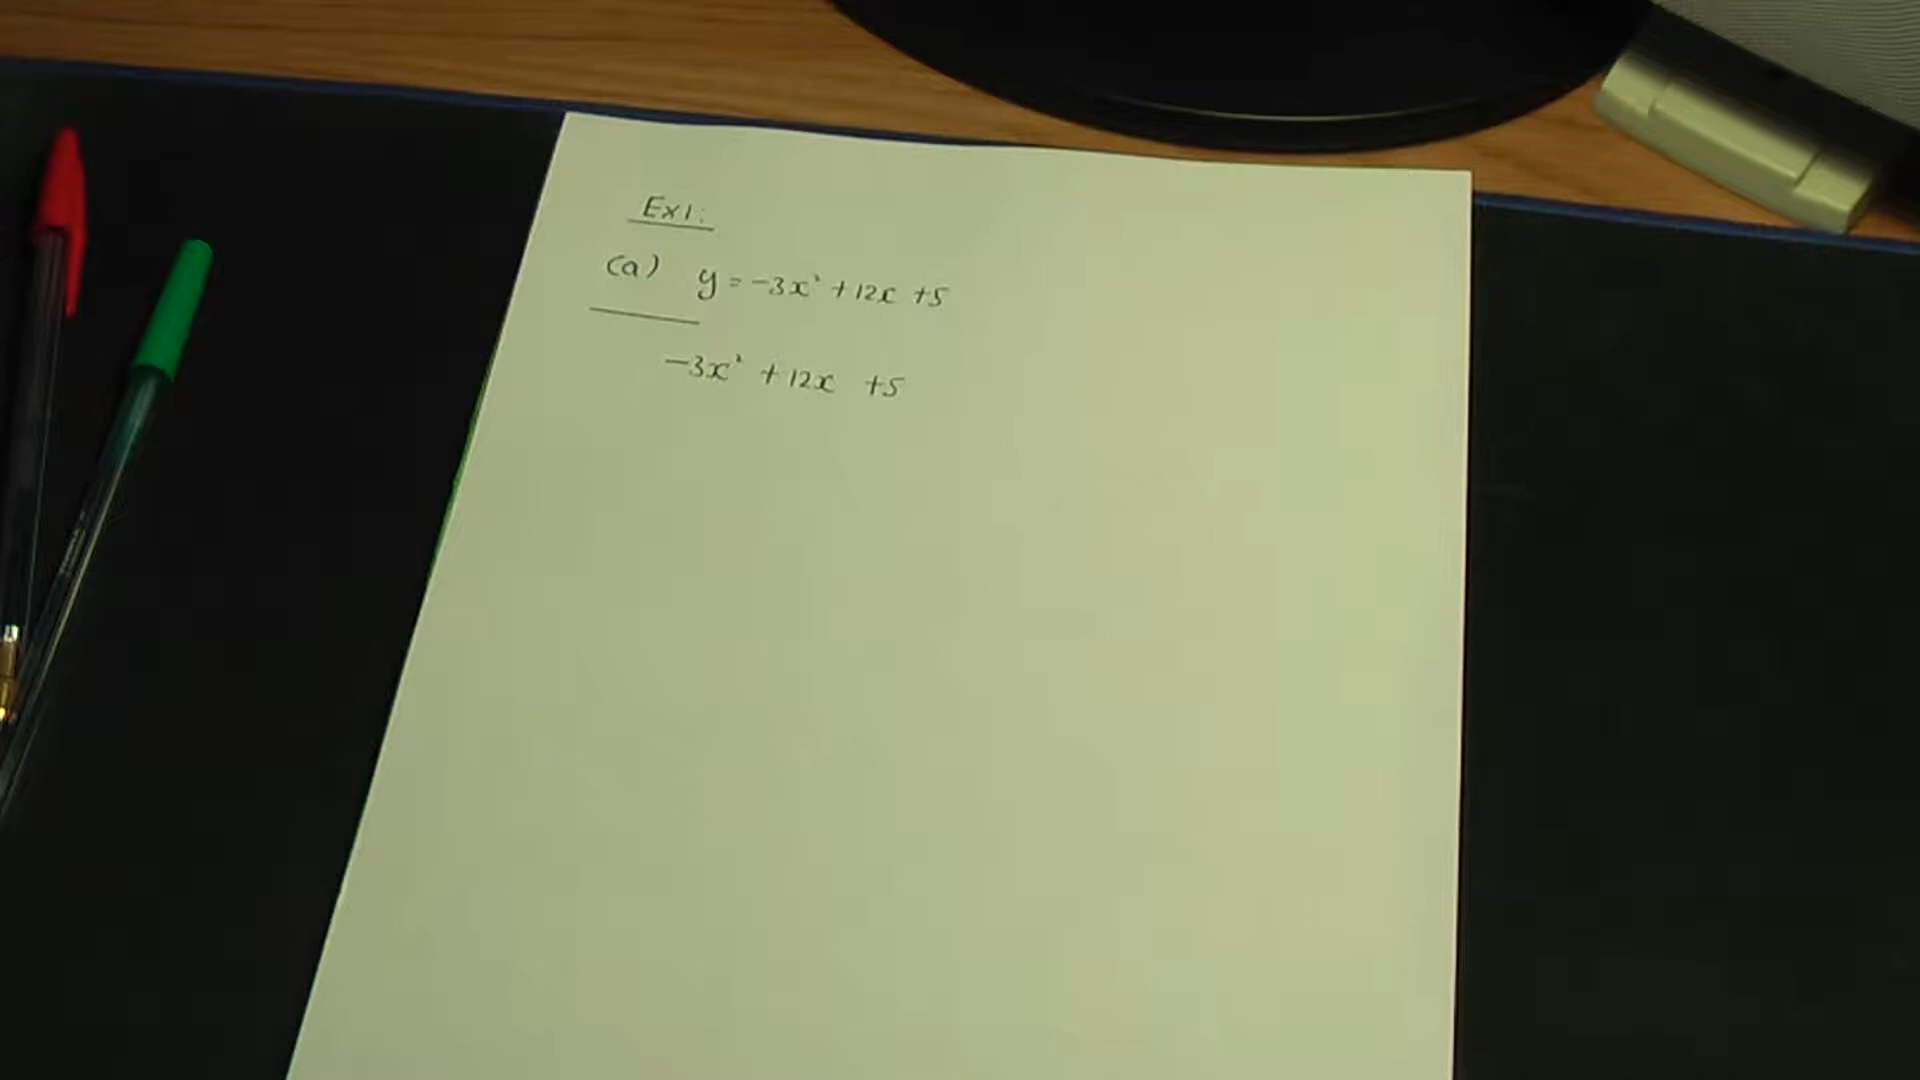 Ex1:
(a) y = -3x² + 12x + 5
-3x² + 12x + 5